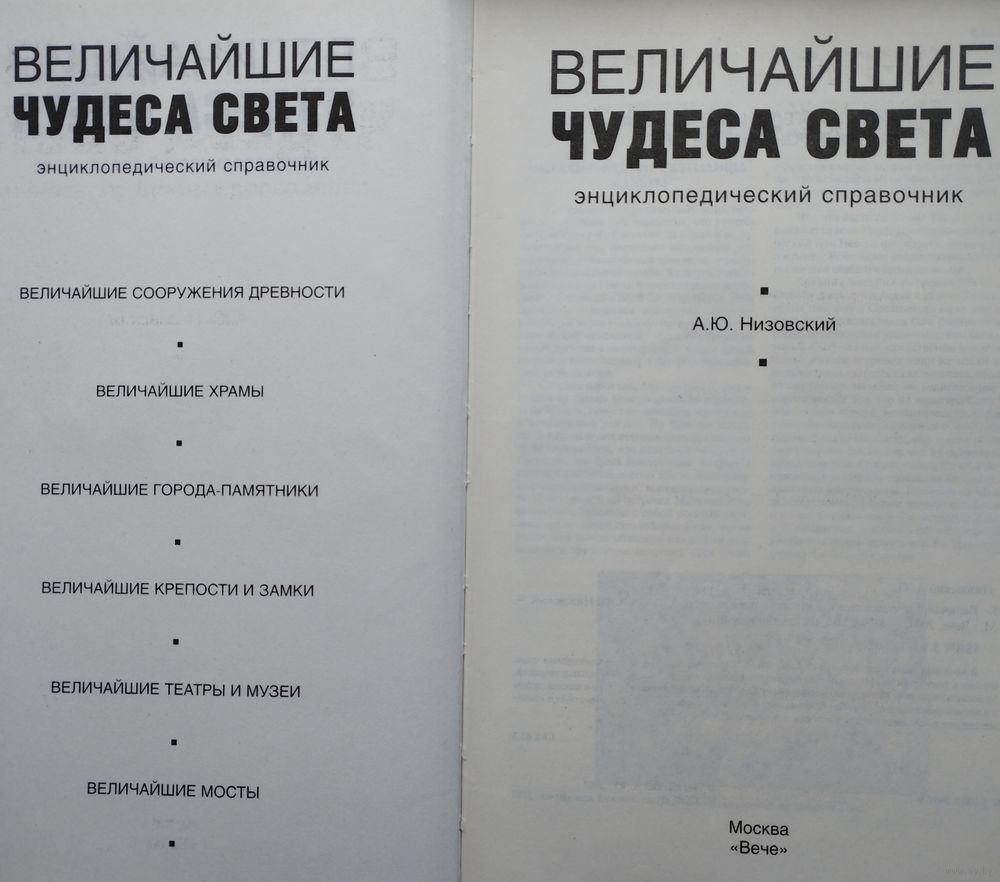 ВЕЛИЧАЙШИЕ
ЧУДЕСА СВЕТА
энциклопедический справочник
ВЕЛИЧАЙШИЕ СООРУЖЕНИЯ ДРЕВНОСТИ
ВЕЛИЧАЙШИЕ ХРАМЫ
ВЕЛИЧАЙШИЕ ГОРОДА-ПАМЯТНИКИ
ВЕЛИЧАЙШИЕ КРЕПОСТИ И ЗАМКИ
ВЕЛИЧАЙШИЕ ТЕАТРЫ И МУЗЕИ
ВЕЛИЧАЙШИЕ МОСТЫ
ВЕЛИЧАЙШИЕ
ЧУДЕСА СВЕТА
энциклопедический справочник
А.Ю. Низовский
Москва
«Вече»